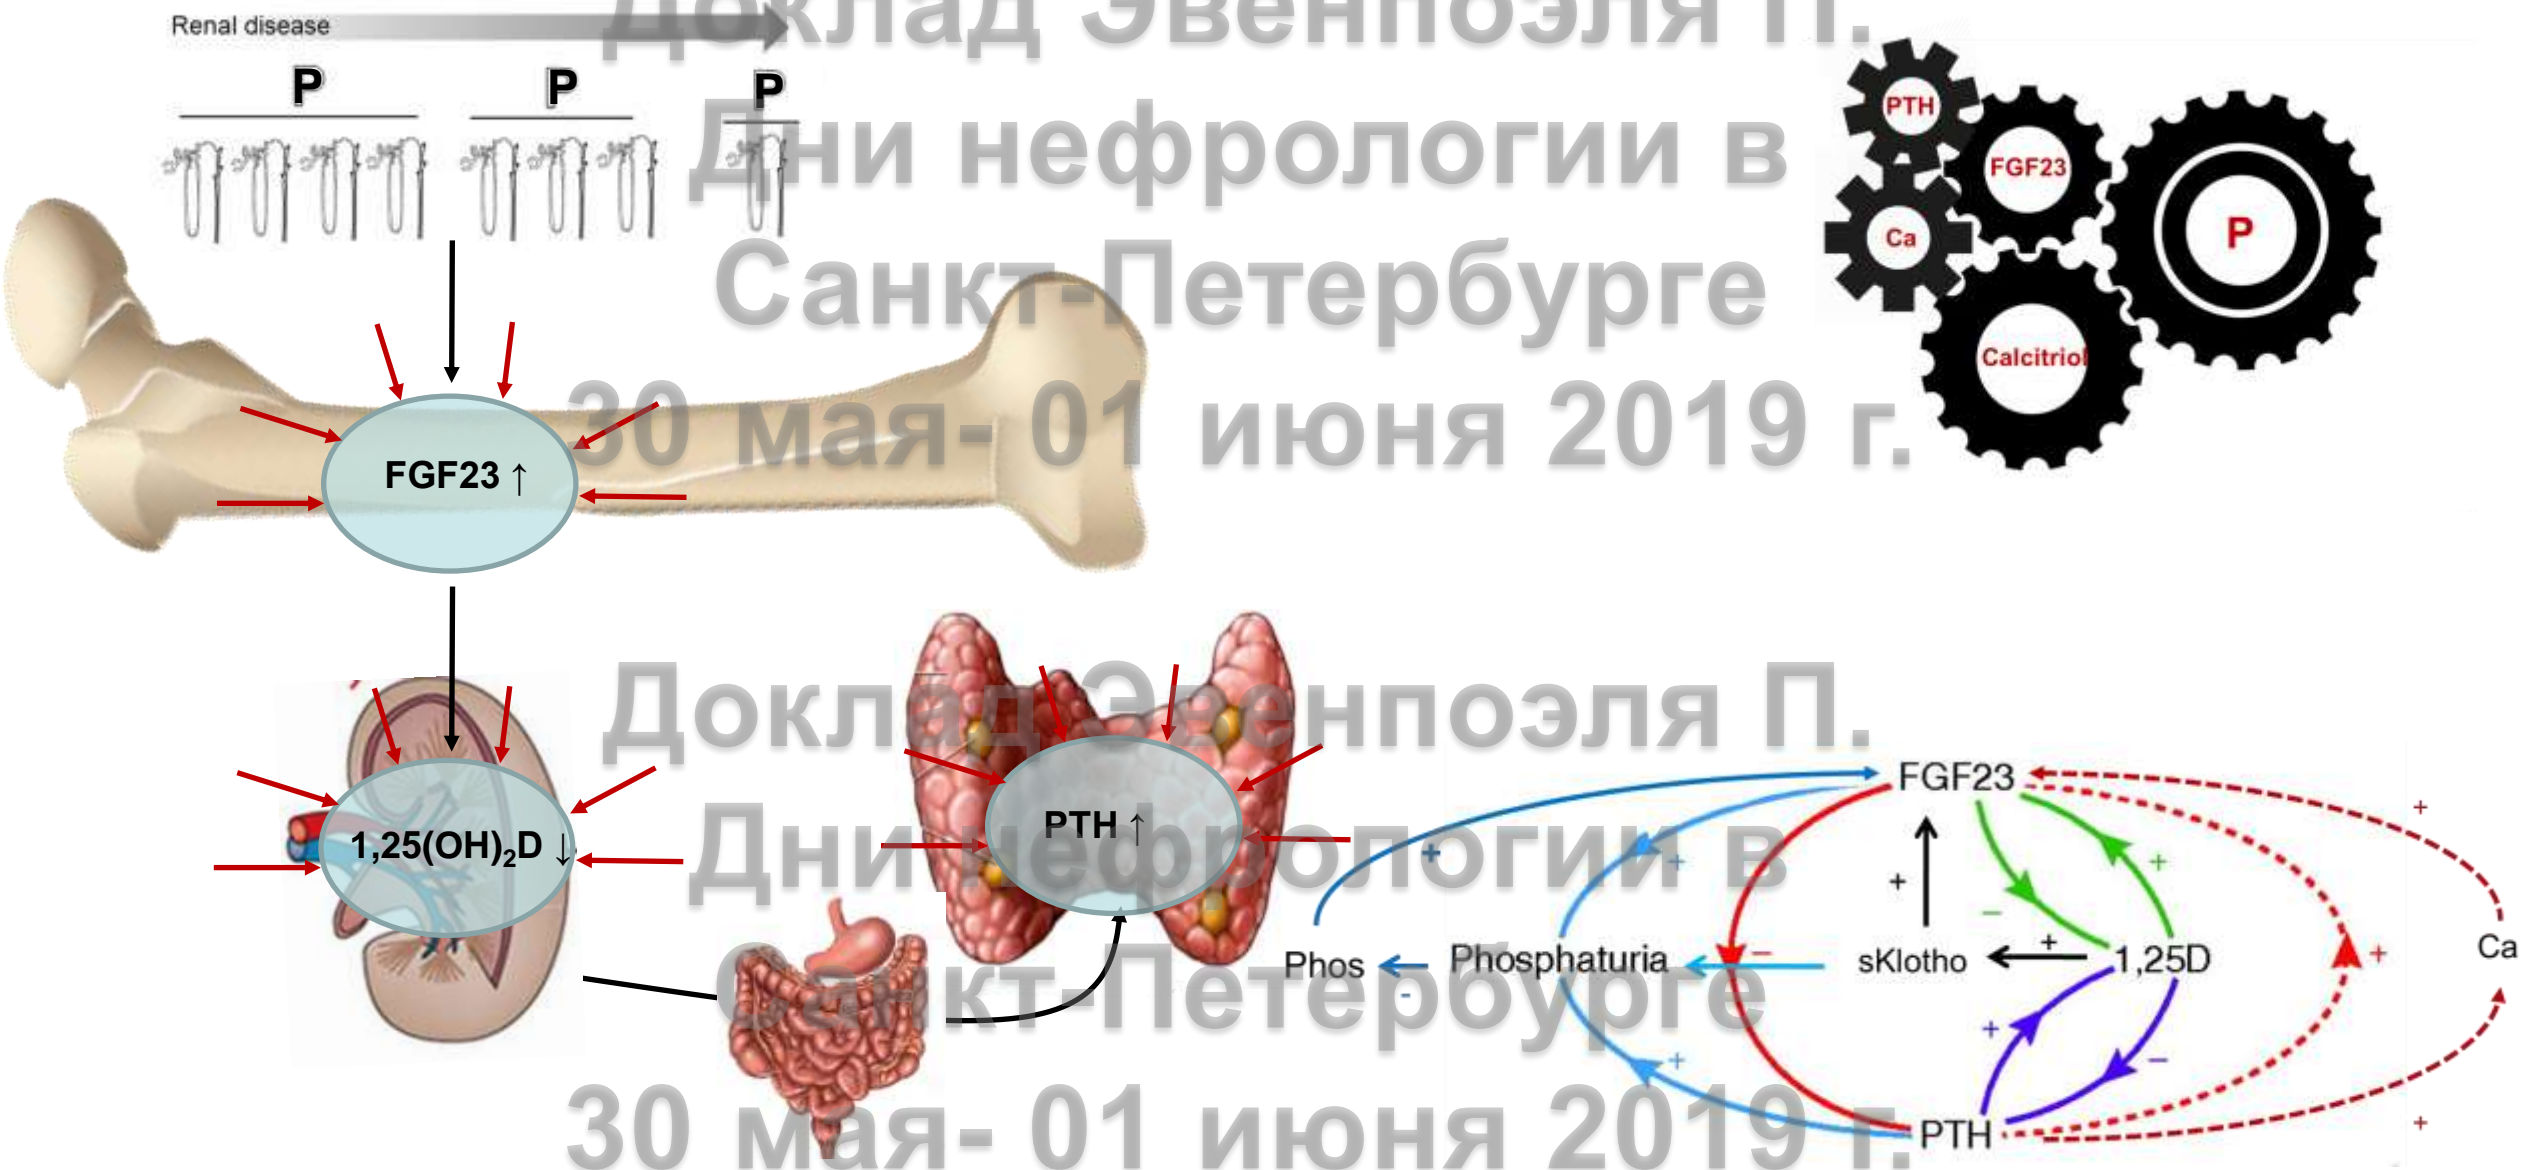 Доклад Эвенпоэля П.
Дни нефрологии в
Санкт-Петербурге
30 мая- 01 июня 2019 г.
Renal disease
P P P
PTH
FGF23
Ca
P
Calcitriol
FGF23 ↑
Доклад Эвенпоэля П.
Дни нефрологии в
Санкт-Петербурге
30 мая- 01 июня 2019 г.
1,25(OH)₂D ↓
PTH ↑
FGF23
+
+
+
+
+
−
Phos
-
Phosphaturia
−
sKlotho
+
1,25D
+
Ca
+
+
−
+
PTH